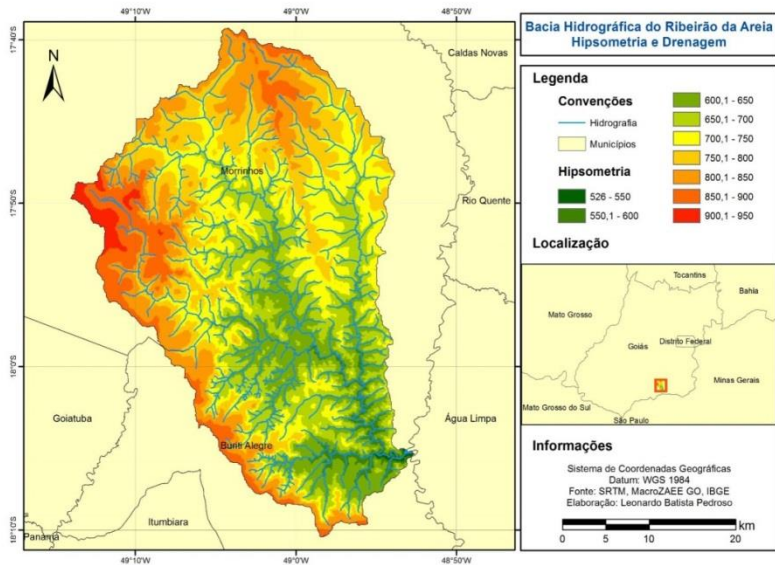 49°10'W 49°0'W 48°50'W
17°40'S
17°50'S
18°0'S
18°10'S
N
Caldas Novas
Morrinhos
Rio Quente
Goiatuba
Água Limpa
Buriti Alegre
Itumbiara
Panamá
49°10'W 49°0'W 48°50'W
Bacia Hidrográfica do Ribeirão da Areia
Hipsometria e Drenagem
Legenda
Convenções
Hidrografia
Municípios
Hipsometria
526 - 550
550,1 - 600
600,1 - 650
650,1 - 700
700,1 - 750
750,1 - 800
800,1 - 850
850,1 - 900
900,1 - 950
Localização
Tocantins
Bahia
Mato Grosso
Goiás
Distrito Federal
Minas Gerais
Mato Grosso do Sul
São Paulo
Informações
Sistema de Coordenadas Geográficas
Datum: WGS 1984
Fonte: SRTM, MacroZAEE GO, IBGE
Elaboração: Leonardo Batista Pedroso
km
0 5 10 20